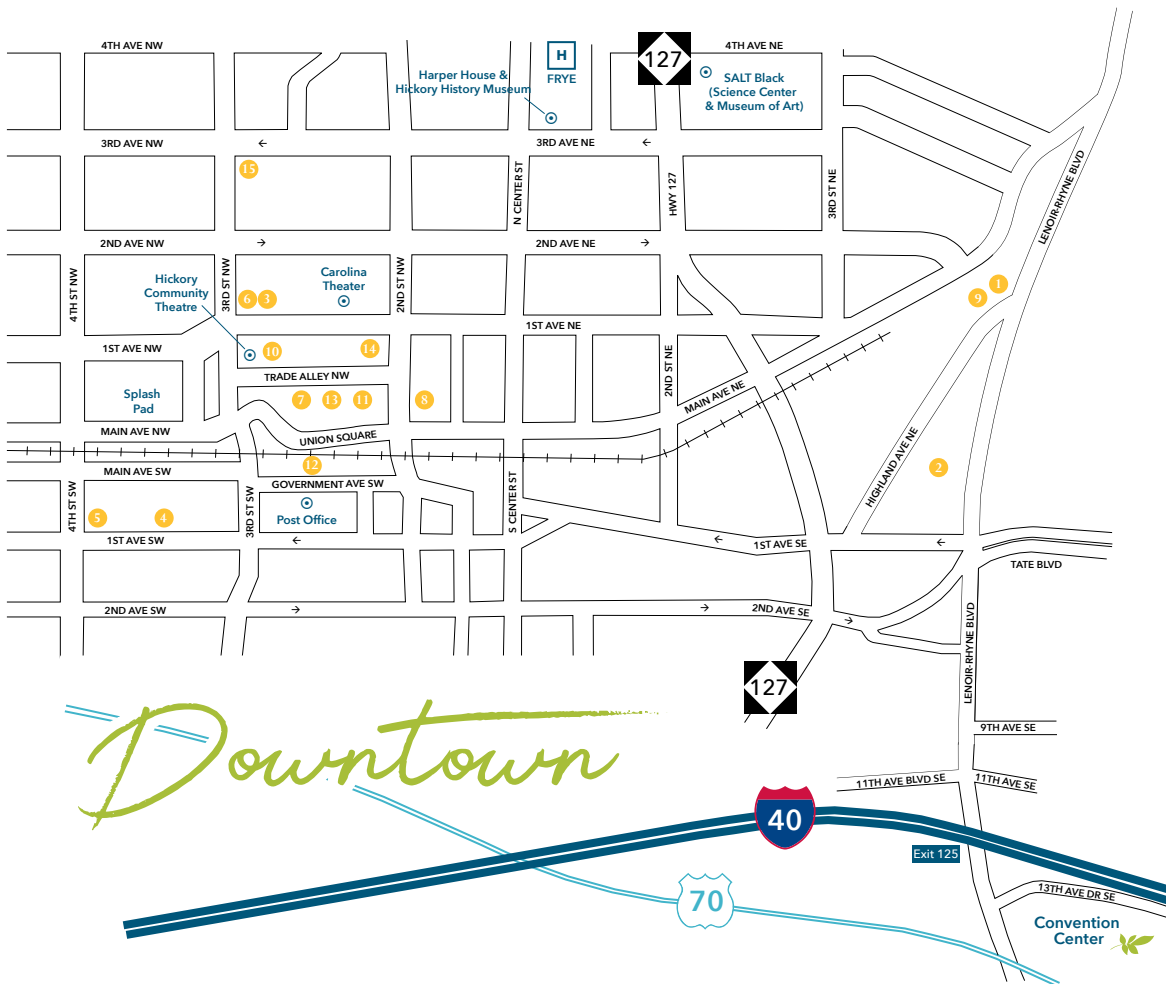 4TH AVE NW
H
FRYE
127
4TH AVE NE
Harper House &
Hickory History Museum
SALT Black
(Science Center
& Museum of Art)
3RD AVE NW
←
3RD AVE NE
←
15
N CENTER ST
HWY 127
3RD ST NE
LENOIR-RHYNE BLVD
2ND AVE NW
→
2ND AVE NE
→
4TH ST NW
Hickory
Community
Theatre
3RD ST NW
6
3
Carolina
Theater
2ND ST NW
1
9
1ST AVE NW
1ST AVE NE
10
14
TRADE ALLEY NW
2ND ST NE
Splash
Pad
7
13
11
8
MAIN AVE NE
MAIN AVE NW
UNION SQUARE
12
MAIN AVE SW
GOVERNMENT AVE SW
HIGHLAND AVE NE
2
4TH ST SW
5
4
3RD ST SW
Post Office
S CENTER ST
1ST AVE SW
←
←
1ST AVE SE
←
TATE BLVD
2ND AVE SW
→
→
2ND AVE SE
→
LENOIR-RHYNE BLVD
127
Downtown
9TH AVE SE
11TH AVE BLVD SE
11TH AVE SE
40
Exit 125
70
13TH AVE DR SE
Convention
Center